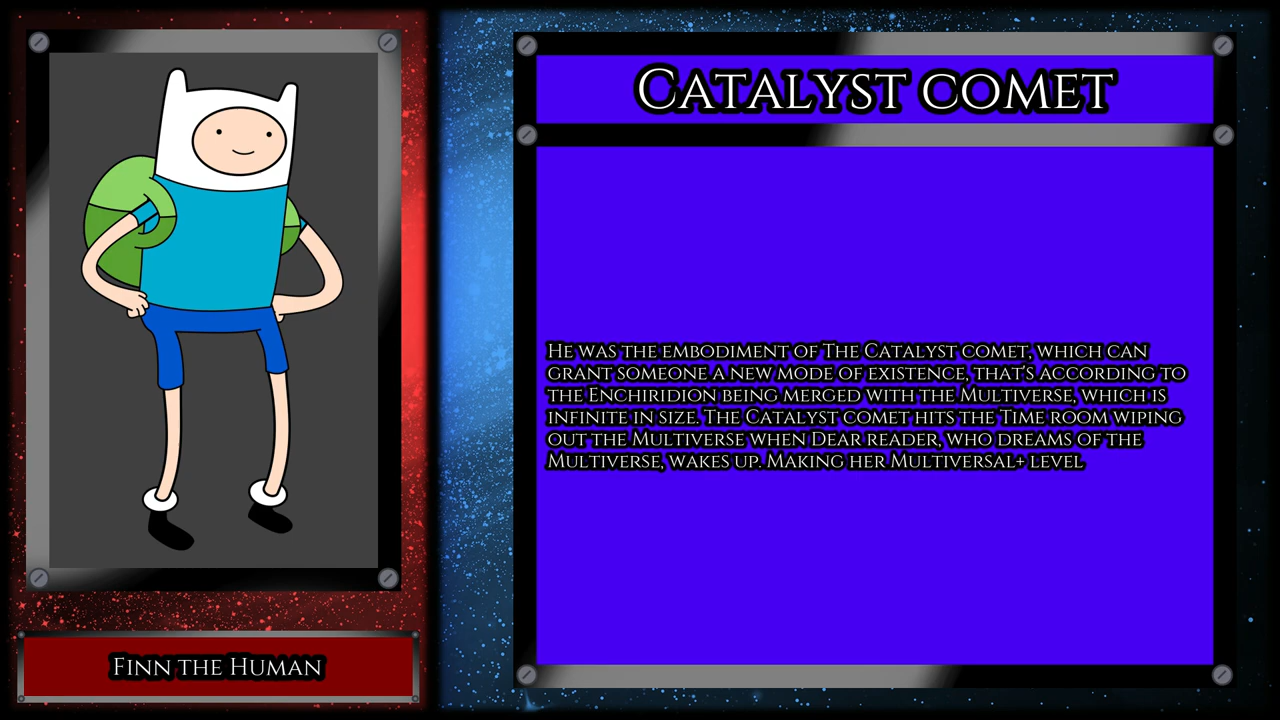 Catalyst comet
He was the embodiment of The Catalyst comet, which can
grant someone a new mode of existence, that's according to
the Enchiridion being merged with the Multiverse, which is
infinite in size. The Catalyst comet hits the Time room wiping
out the Multiverse when Dear reader, who dreams of the
Multiverse, wakes up. Making her Multiversal+ level
Finn the Human